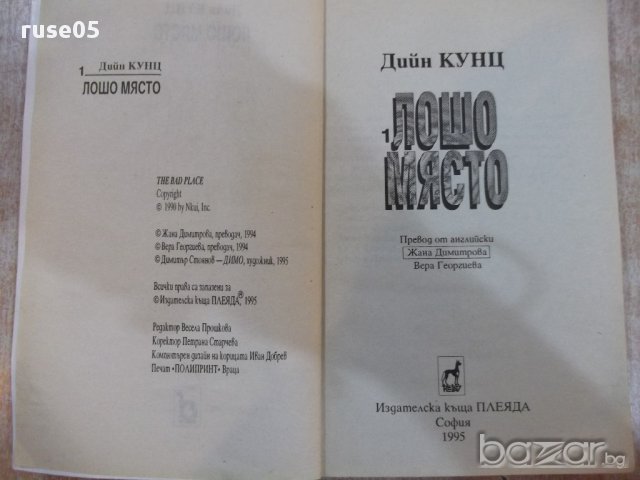 ruse05
Дийн КУНЦ
1
ЛОШО МЯСТО
THE BAD PLACE
Copyright
© 1990 by Nkui, Inc.
© Жана Димитрова, преводач, 1994
© Вера Георгиева, преводач, 1994
© Димитър Стоянов — ДИМО, художник, 1995
Всички права са запазени за
© Издателска къща ПЛЕЯДА, 1995
Редактор Весела Прошкова
Коректор Петрана Старчева
Компютърен дизайн на корицата Иван Добрев
Печат «ПОЛИПРИНТ» Враца
Дийн КУНЦ
1 ЛОШО
МЯСТО
Превод от английски
Жана Димитрова
Вера Георгиева
Издателска къща ПЛЕЯДА
София
1995
bazar.бг